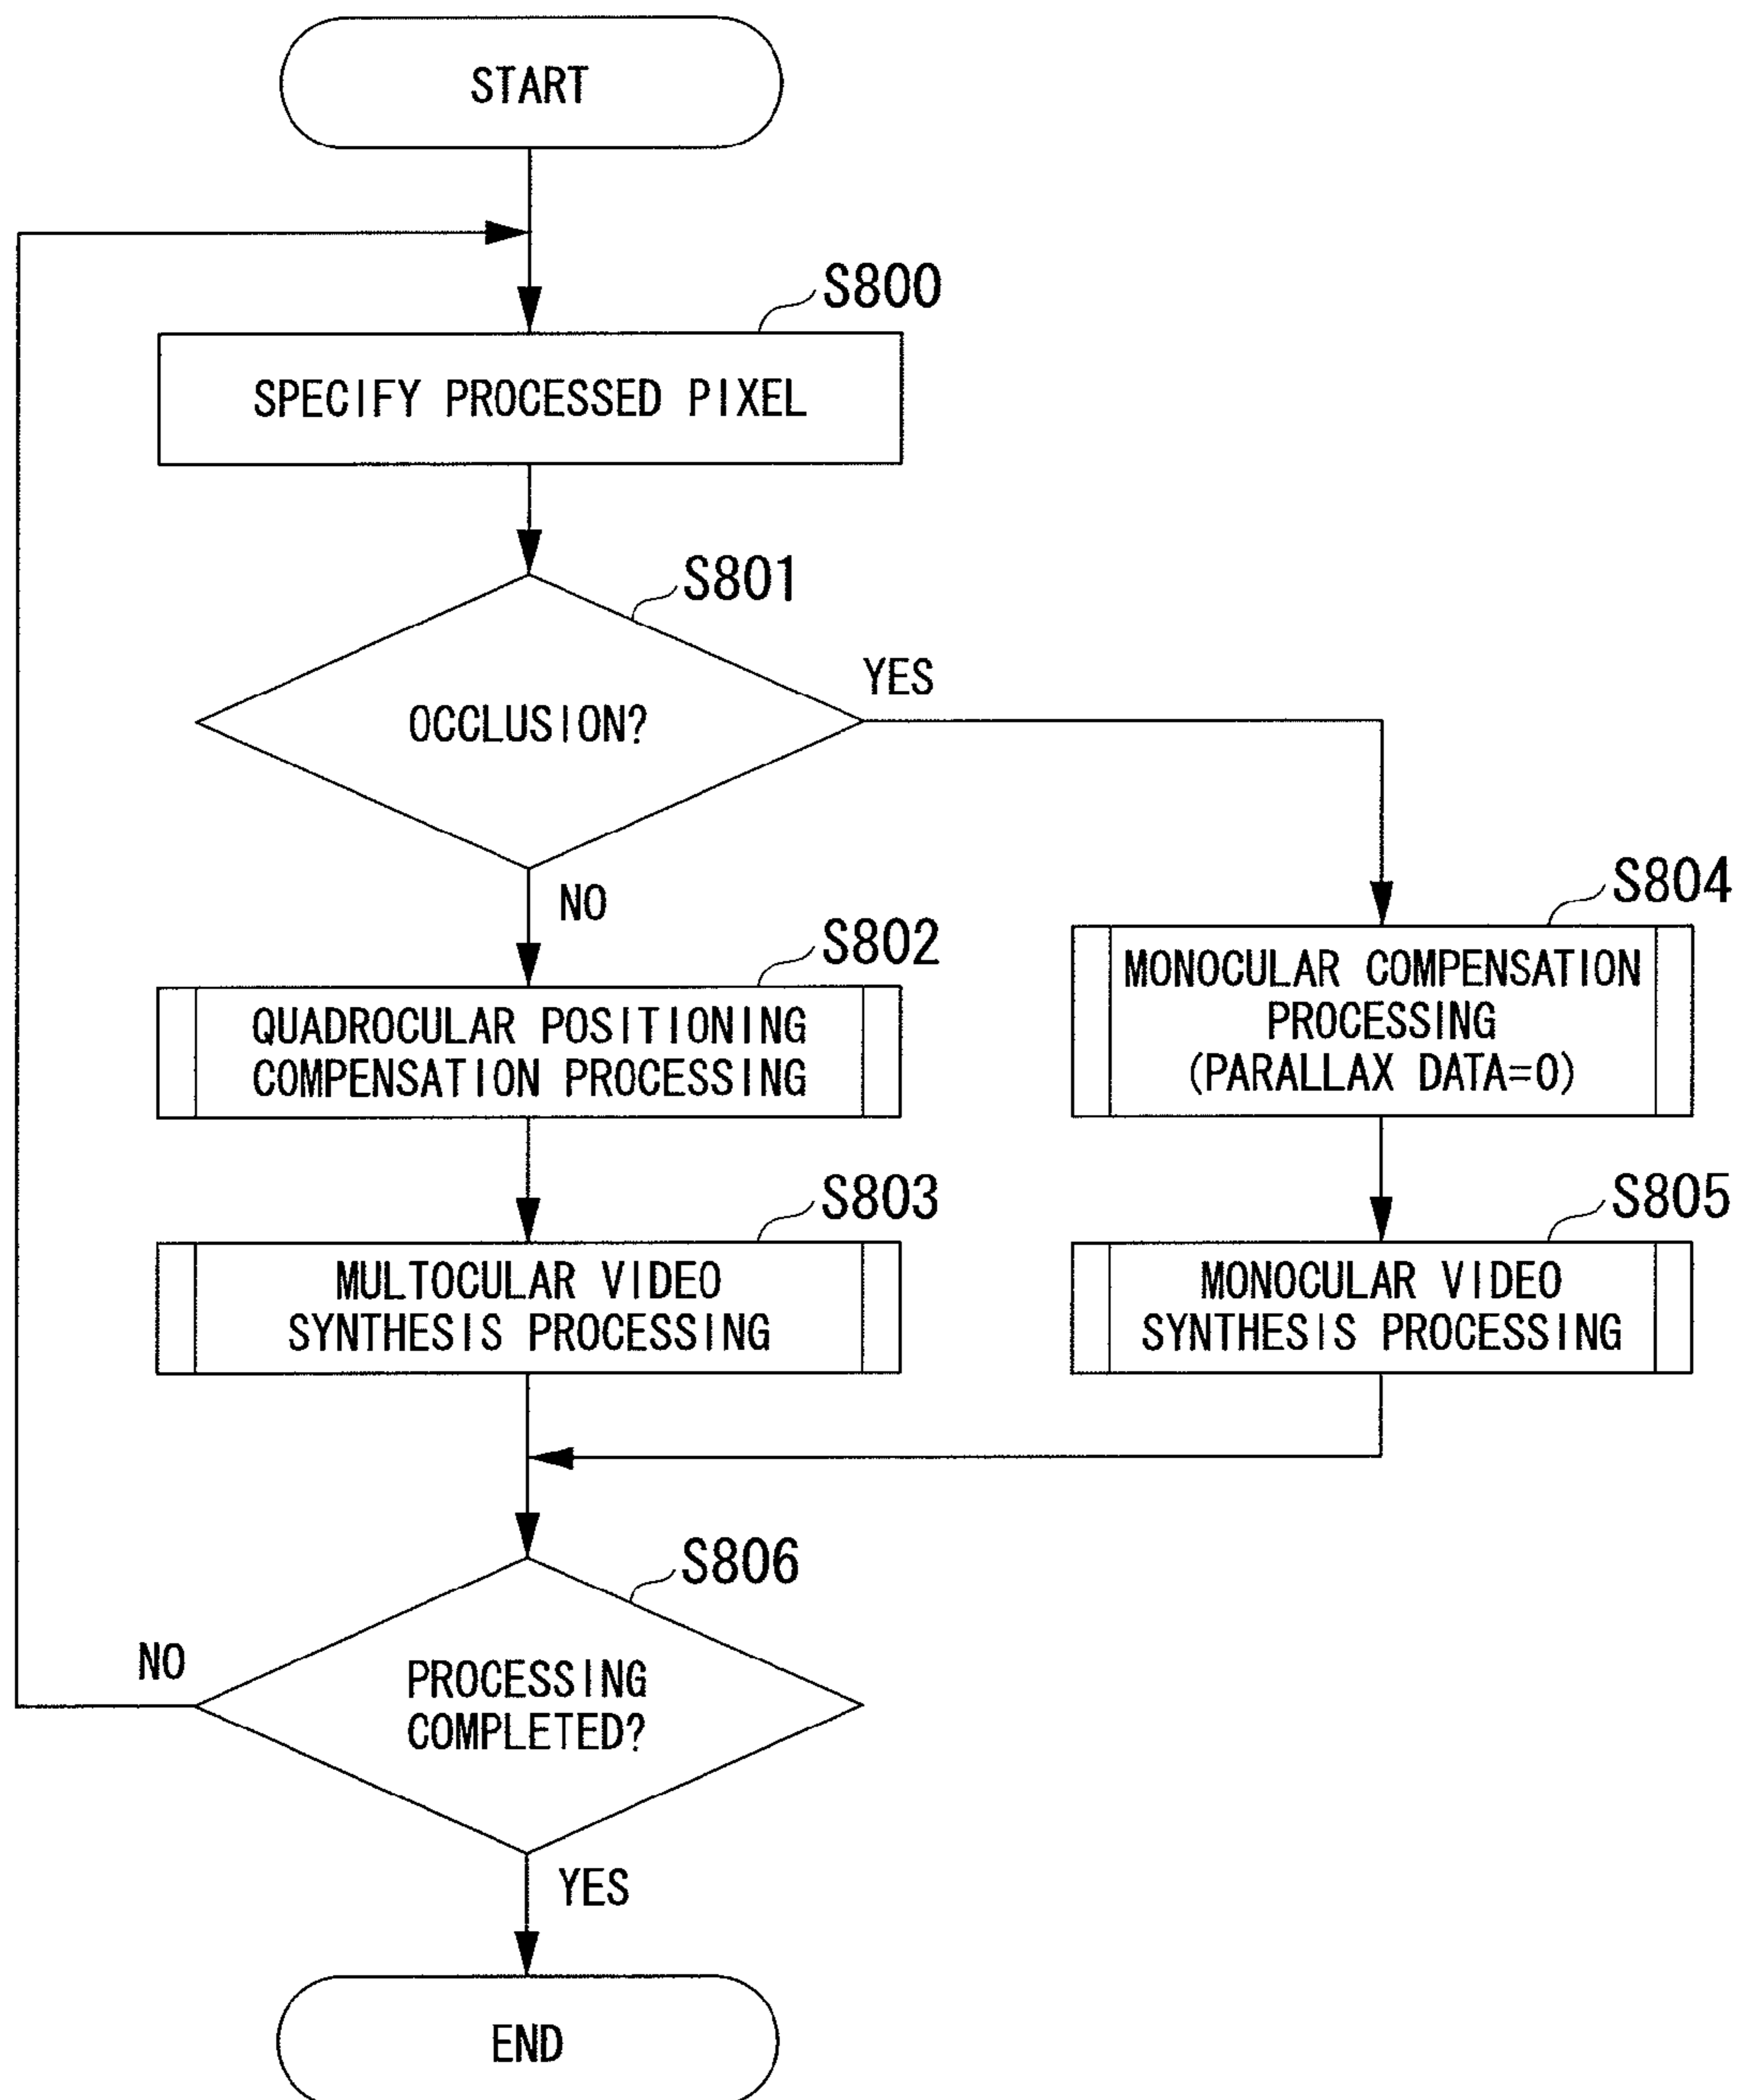 START
S800
SPECIFY PROCESSED PIXEL
S801
OCCLUSION?
YES
NO
S802
QUADROCULAR POSITIONING
COMPENSATION PROCESSING
S804
MONOCULAR COMPENSATION
PROCESSING
(PARALLAX DATA=0)
S803
MULTOCULAR VIDEO
SYNTHESIS PROCESSING
S805
MONOCULAR VIDEO
SYNTHESIS PROCESSING
S806
PROCESSING
COMPLETED?
NO
YES
END